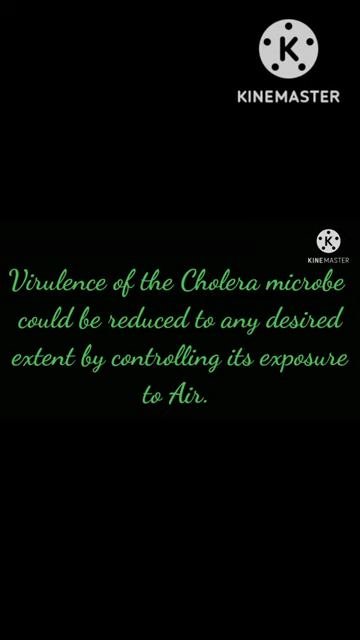 KINEMASTER
KINEMASTER
Virulence of the Cholera microbe
could be reduced to any desired
extent by controlling its exposure
to Air.